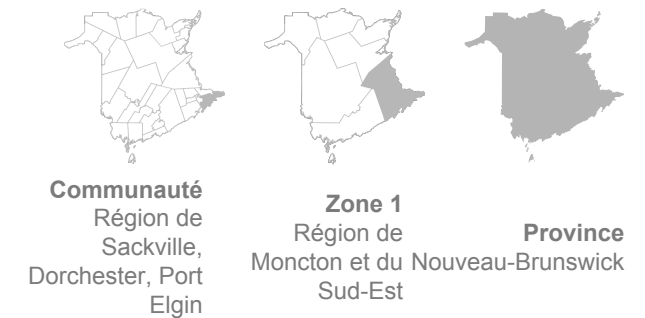 Communauté
Région de
Sackville,
Dorchester, Port
Elgin
Zone 1
Région de
Moncton et du
Sud-Est
Province
Nouveau-Brunswick